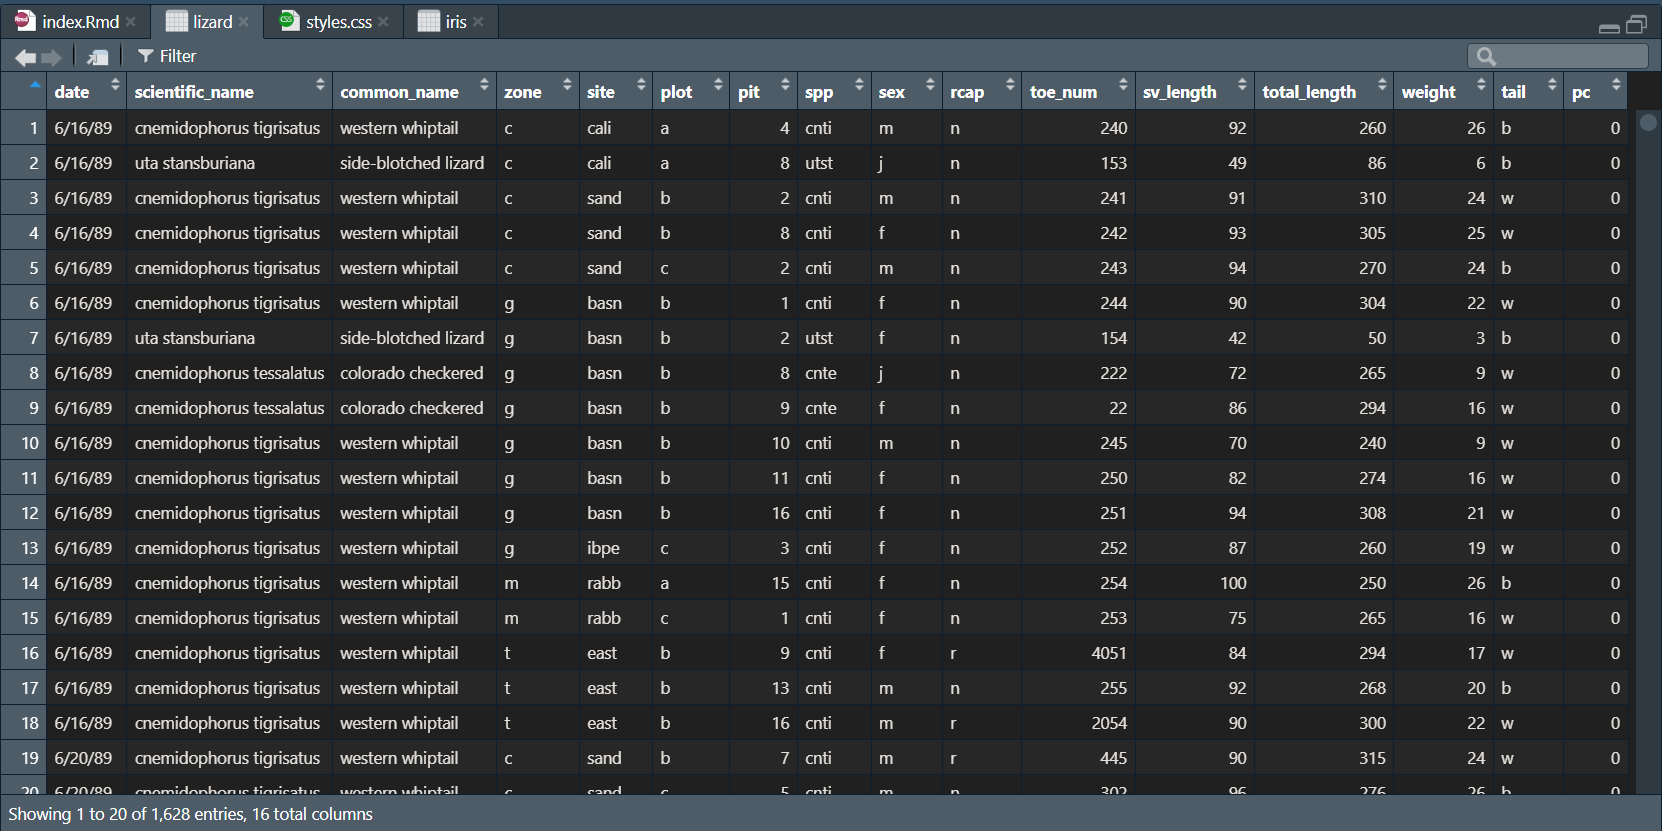 index.Rmd lizard styles.css iris
Filter
date scientific_name common_name zone site plot pit spp sex rcap toe_num sv_length total_length weight tail pc
1 6/16/89 cnemidophorus tigrisatus western whiptail c cali a 4 cnti m n 240 92 260 26 b 0
2 6/16/89 uta stansburiana side-blotched lizard c cali a 8 utst j n 153 49 86 6 b 0
3 6/16/89 cnemidophorus tigrisatus western whiptail c sand b 2 cnti m n 241 91 310 24 w 0
4 6/16/89 cnemidophorus tigrisatus western whiptail c sand b 8 cnti f n 242 93 305 25 w 0
5 6/16/89 cnemidophorus tigrisatus western whiptail c sand c 2 cnti m n 243 94 270 24 b 0
6 6/16/89 cnemidophorus tigrisatus western whiptail g basn b 1 cnti f n 244 90 304 22 w 0
7 6/16/89 uta stansburiana side-blotched lizard g basn b 2 utst f n 154 42 50 3 b 0
8 6/16/89 cnemidophorus tessalatus colorado checkered g basn b 8 cnte j n 222 72 265 9 w 0
9 6/16/89 cnemidophorus tessalatus colorado checkered g basn b 9 cnte f n 22 86 294 16 w 0
10 6/16/89 cnemidophorus tigrisatus western whiptail g basn b 10 cnti m n 245 70 240 9 w 0
11 6/16/89 cnemidophorus tigrisatus western whiptail g basn b 11 cnti f n 250 82 274 16 w 0
12 6/16/89 cnemidophorus tigrisatus western whiptail g basn b 16 cnti f n 251 94 308 21 w 0
13 6/16/89 cnemidophorus tigrisatus western whiptail g ibpe c 3 cnti f n 252 87 260 19 w 0
14 6/16/89 cnemidophorus tigrisatus western whiptail m rabb a 15 cnti f n 254 100 250 26 b 0
15 6/16/89 cnemidophorus tigrisatus western whiptail m rabb c 1 cnti f n 253 75 265 16 w 0
16 6/16/89 cnemidophorus tigrisatus western whiptail t east b 9 cnti f r 4051 84 294 17 w 0
17 6/16/89 cnemidophorus tigrisatus western whiptail t east b 13 cnti m n 255 92 268 20 b 0
18 6/16/89 cnemidophorus tigrisatus western whiptail t east b 16 cnti m r 2054 90 300 22 w 0
19 6/20/89 cnemidophorus tigrisatus western whiptail c sand b 7 cnti m r 445 90 315 24 w 0
20 6/20/89 cnemidophorus tigrisatus western whiptail c sand c 5 cnti m n 302 96 276 26 b 0
Showing 1 to 20 of 1,628 entries, 16 total columns